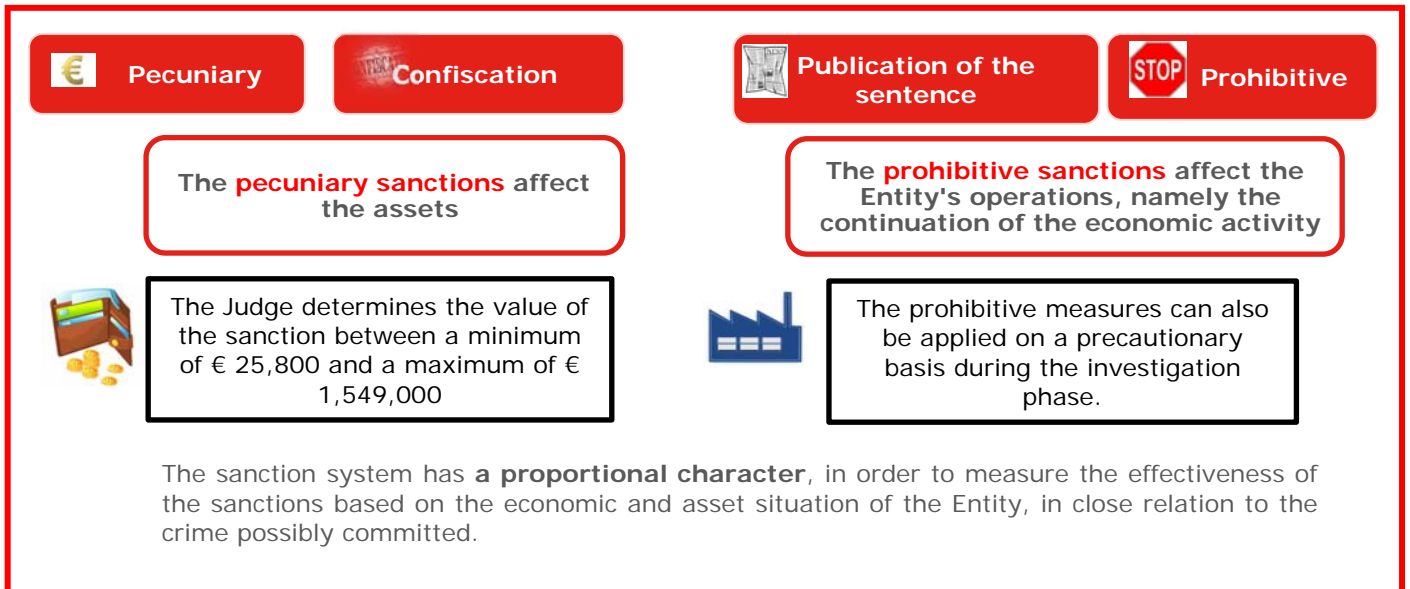 € Pecuniary
Confiscation
Publication of the
sentence
STOP Prohibitive
The pecuniary sanctions affect
the assets
The prohibitive sanctions affect the
Entity's operations, namely the
continuation of the economic activity
The Judge determines the value of
the sanction between a minimum
of € 25,800 and a maximum of €
1,549,000
The prohibitive measures can also
be applied on a precautionary
basis during the investigation
phase.
The sanction system has a proportional character, in order to measure the effectiveness of
the sanctions based on the economic and asset situation of the Entity, in close relation to the
crime possibly committed.